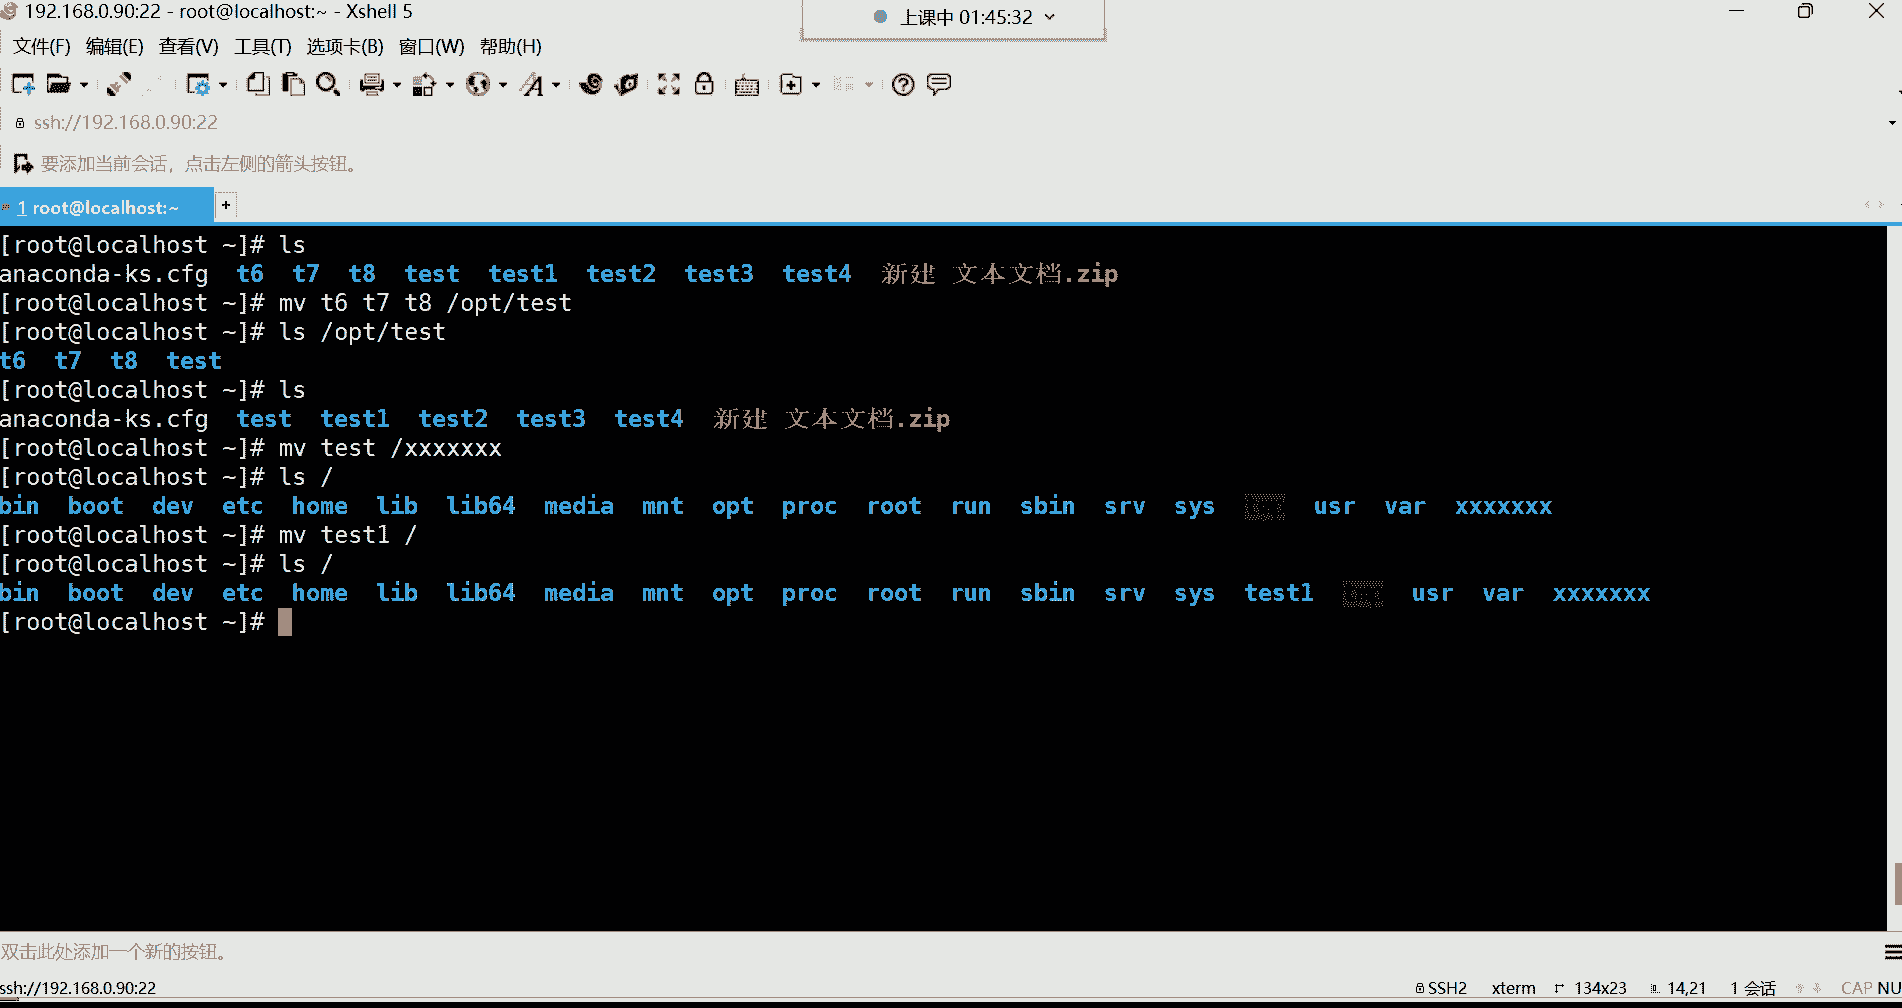 192.168.0.90:22 - root@localhost:~ - Xshell 5
上课中 01:45:32
文件(F) 编辑(E) 查看(V) 工具(T) 选项卡(B) 窗口(W) 帮助(H)
ssh://192.168.0.90:22
要添加当前会话，点击左侧的箭头按钮。
1 root@localhost:~
[root@localhost ~]# ls
anaconda-ks.cfg  t6  t7  t8  test  test1  test2  test3  test4  新建 文本文档.zip
[root@localhost ~]# mv t6 t7 t8 /opt/test
[root@localhost ~]# ls /opt/test
t6  t7  t8  test
[root@localhost ~]# ls
anaconda-ks.cfg  test  test1  test2  test3  test4  新建 文本文档.zip
[root@localhost ~]# mv test /xxxxxxx
[root@localhost ~]# ls /
bin  boot  dev  etc  home  lib  lib64  media  mnt  opt  proc  root  run  sbin  srv  sys  usr  var  xxxxxxx
[root@localhost ~]# mv test1 /
[root@localhost ~]# ls /
bin  boot  dev  etc  home  lib  lib64  media  mnt  opt  proc  root  run  sbin  srv  sys  test1  usr  var  xxxxxxx
[root@localhost ~]#
双击此处添加一个新的按钮。
ssh://192.168.0.90:22
SSH2 xterm 134x23 14,21 1 会话 CAP NU